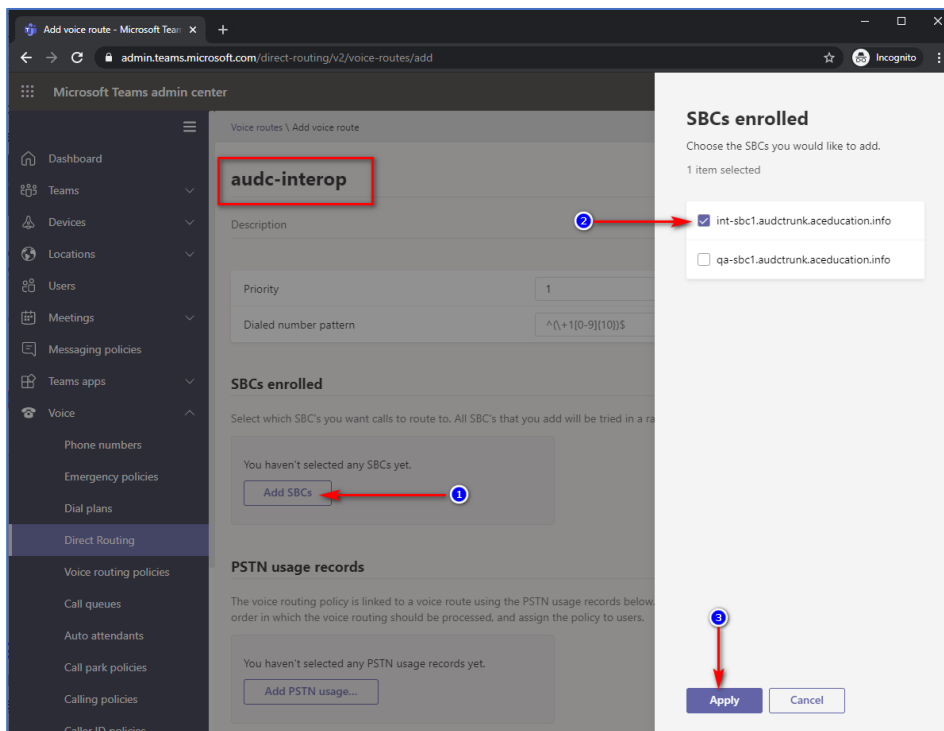 Add voice route - Microsoft Tean
admin.teams.microsoft.com/direct-routing/v2/voice-routes/add
Incognito
Microsoft Teams admin center
Dashboard
Teams
Devices
Locations
Users
Meetings
Messaging policies
Teams apps
Voice
Phone numbers
Emergency policies
Dial plans
Direct Routing
Voice routing policies
Call queues
Auto attendants
Call park policies
Calling policies
Caller ID policies
Voice routes \ Add voice route
audc-interop
Description
Priority
1
Dialed number pattern
^(\+1[0-9]{10})$
SBCs enrolled
Select which SBC's you want calls to route to. All SBC's that you add will be tried in a ra
You haven't selected any SBCs yet.
Add SBCs
1
PSTN usage records
The voice routing policy is linked to a voice route using the PSTN usage records below.
order in which the voice routing should be processed, and assign the policy to users.
You haven't selected any PSTN usage records yet.
Add PSTN usage...
SBCs enrolled
Choose the SBCs you would like to add.
1 item selected
2
int-sbc1.audctrunk.aceducation.info
qa-sbc1.audctrunk.aceducation.info
3
Apply
Cancel